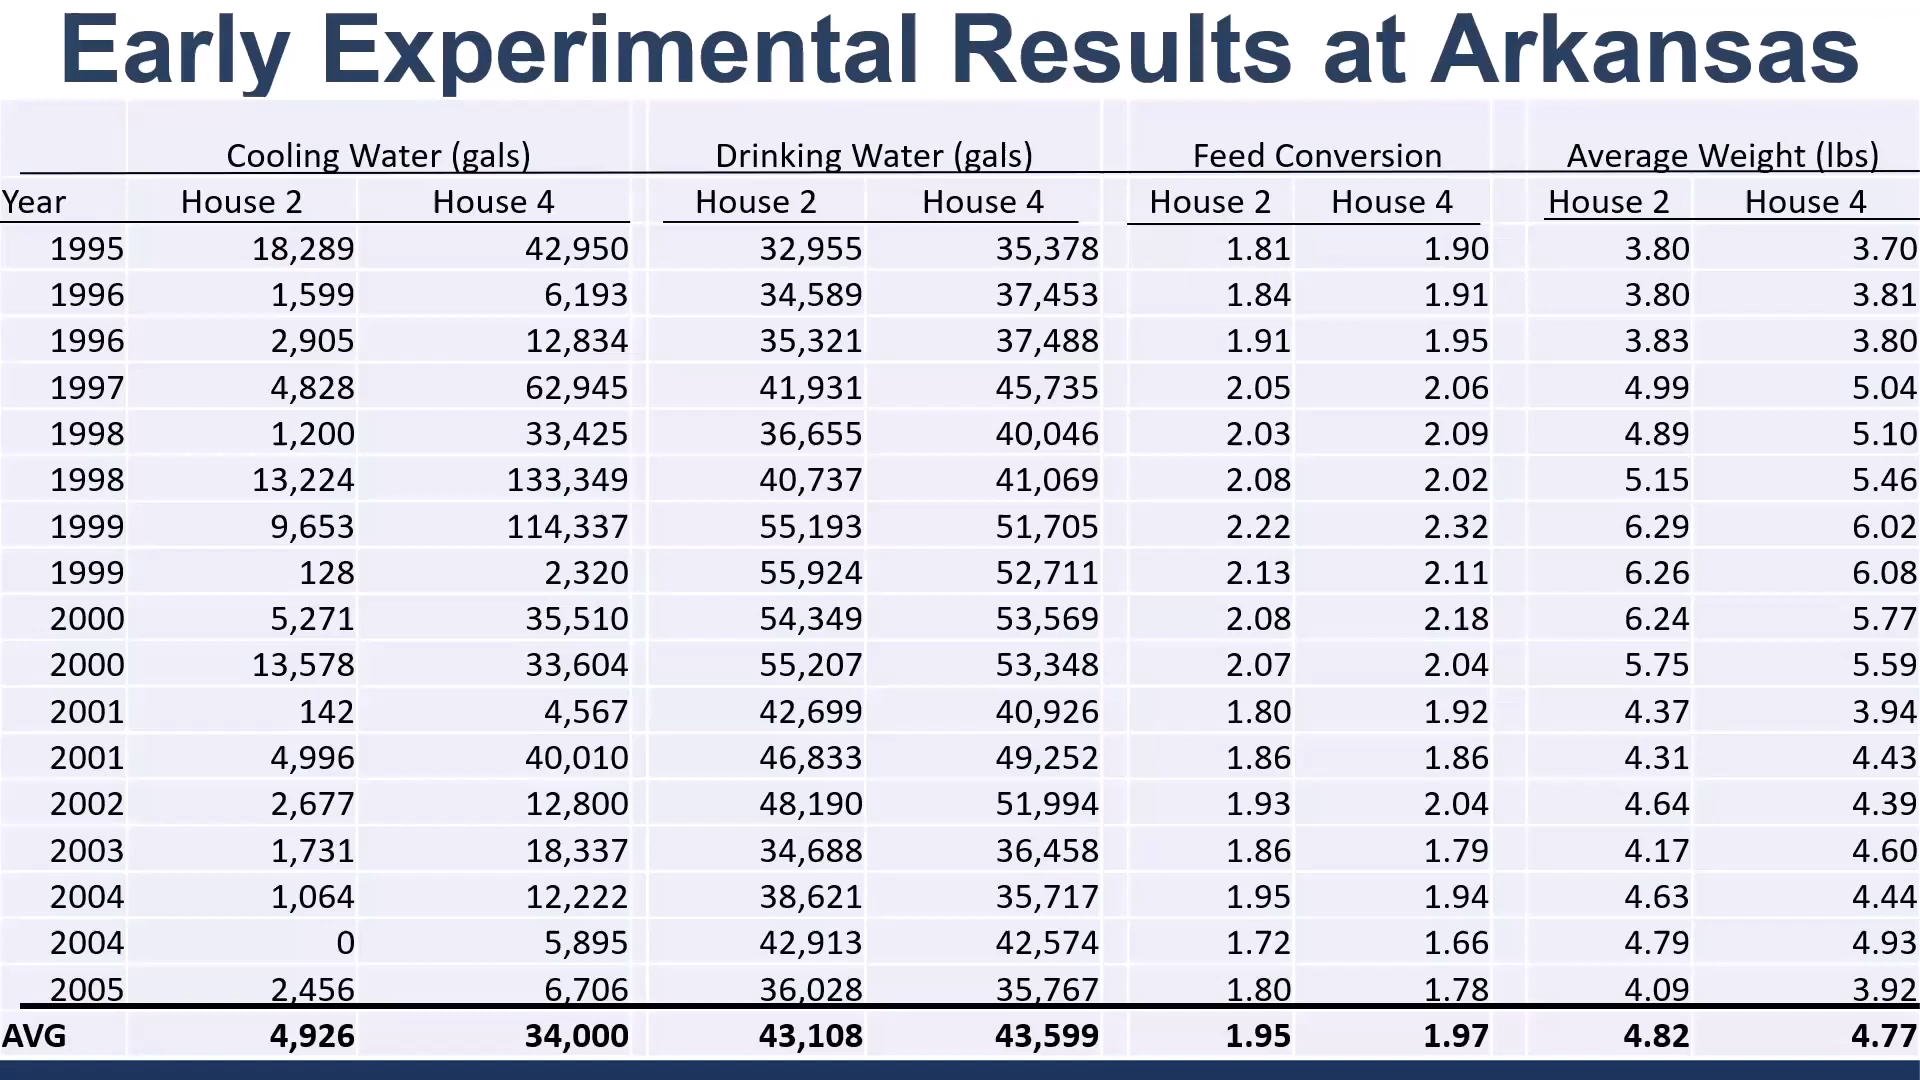 Early Experimental Results at Arkansas
Cooling Water (gals) Drinking Water (gals) Feed Conversion Average Weight (lbs)
Year House 2 House 4 House 2 House 4 House 2 House 4 House 2 House 4
1995 18,289 42,950 32,955 35,378 1.81 1.90 3.80 3.70
1996 1,599 6,193 34,589 37,453 1.84 1.91 3.80 3.81
1996 2,905 12,834 35,321 37,488 1.91 1.95 3.83 3.80
1997 4,828 62,945 41,931 45,735 2.05 2.06 4.99 5.04
1998 1,200 33,425 36,655 40,046 2.03 2.09 4.89 5.10
1998 13,224 133,349 40,737 41,069 2.08 2.02 5.15 5.46
1999 9,653 114,337 55,193 51,705 2.22 2.32 6.29 6.02
1999 128 2,320 55,924 52,711 2.13 2.11 6.26 6.08
2000 5,271 35,510 54,349 53,569 2.08 2.18 6.24 5.77
2000 13,578 33,604 55,207 53,348 2.07 2.04 5.75 5.59
2001 142 4,567 42,699 40,926 1.80 1.92 4.37 3.94
2001 4,996 40,010 46,833 49,252 1.86 1.86 4.31 4.43
2002 2,677 12,800 48,190 51,994 1.93 2.04 4.64 4.39
2003 1,731 18,337 34,688 36,458 1.86 1.79 4.17 4.60
2004 1,064 12,222 38,621 35,717 1.95 1.94 4.63 4.44
2004 0 5,895 42,913 42,574 1.72 1.66 4.79 4.93
2005 2,456 6,706 36,028 35,767 1.80 1.78 4.09 3.92
AVG 4,926 34,000 43,108 43,599 1.95 1.97 4.82 4.77